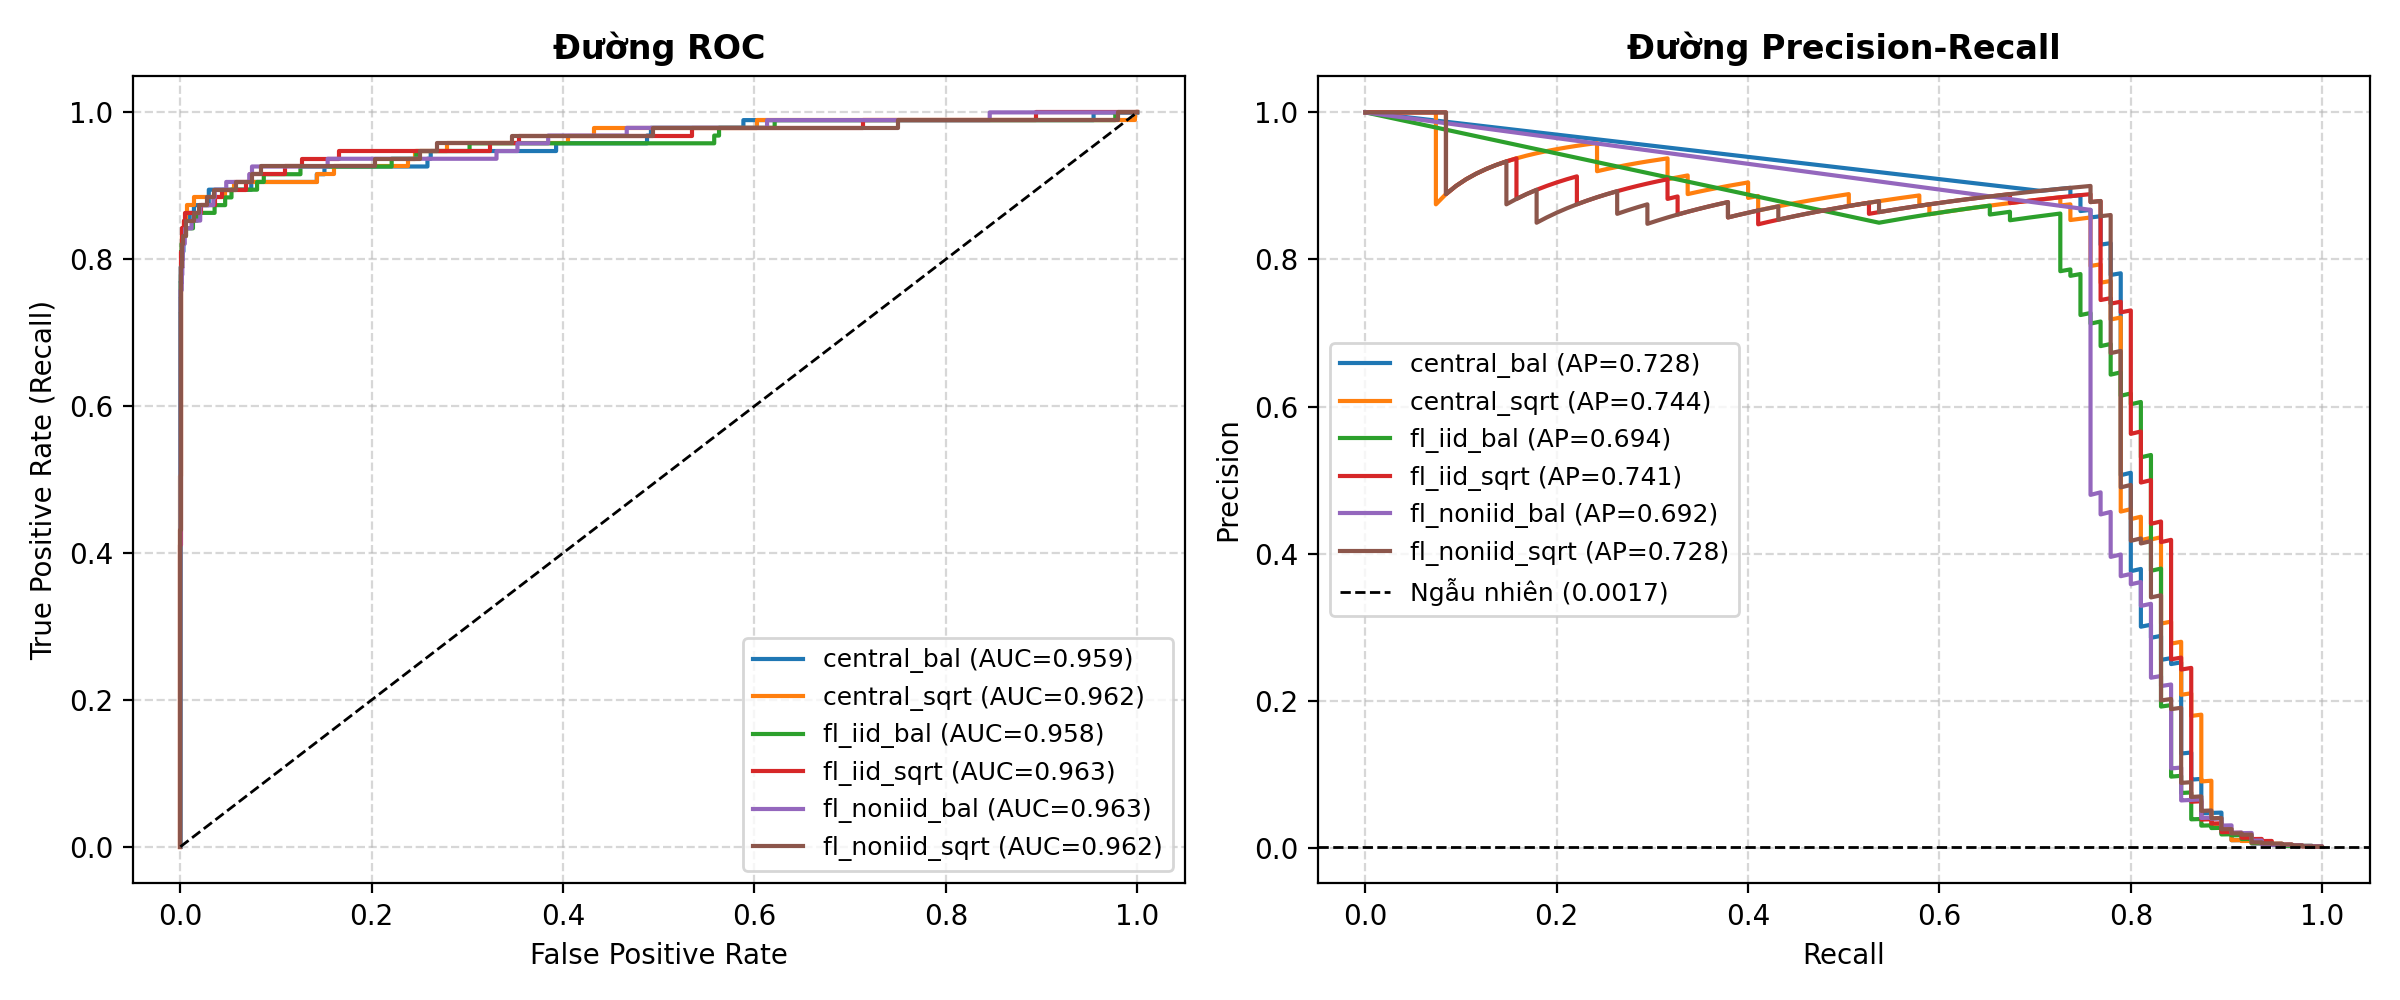 Đường ROC
True Positive Rate (Recall)
1.0
0.8
0.6
0.4
0.2
0.0
central_bal (AUC=0.959)
central_sqrt (AUC=0.962)
fl_iid_bal (AUC=0.958)
fl_iid_sqrt (AUC=0.963)
fl_noniid_bal (AUC=0.963)
fl_noniid_sqrt (AUC=0.962)
0.0 0.2 0.4 0.6 0.8 1.0
False Positive Rate
Đường Precision-Recall
Precision
1.0
0.8
0.6
0.4
0.2
0.0
central_bal (AP=0.728)
central_sqrt (AP=0.744)
fl_iid_bal (AP=0.694)
fl_iid_sqrt (AP=0.741)
fl_noniid_bal (AP=0.692)
fl_noniid_sqrt (AP=0.728)
Ngẫu nhiên (0.0017)
0.0 0.2 0.4 0.6 0.8 1.0
Recall